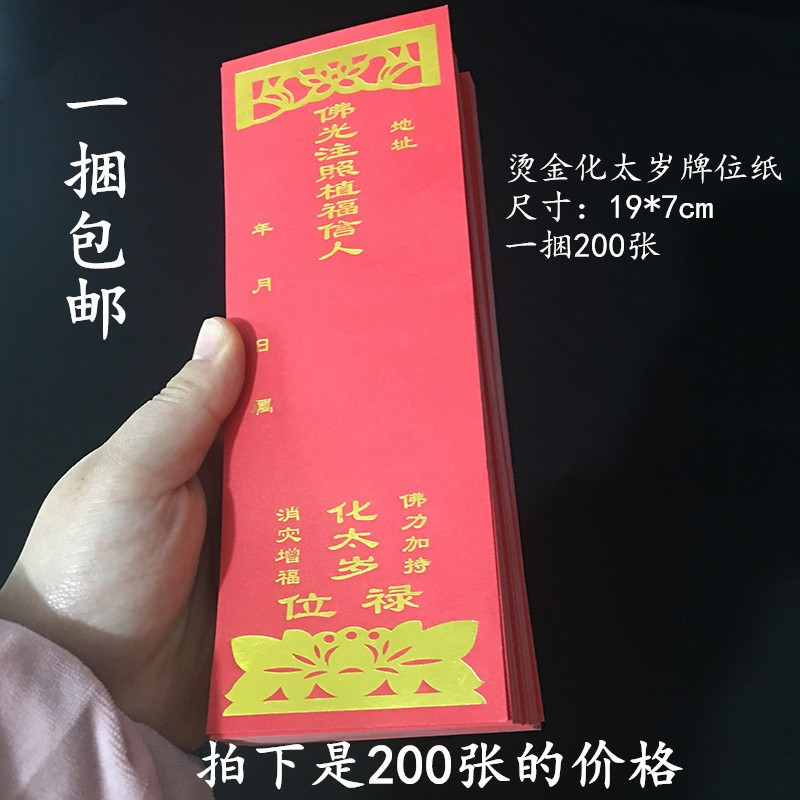 一捆包邮
烫金化太岁牌位纸
尺寸：19*7cm
一捆200张
地址
佛光注照植福信人
年月日属
佛力加持
化太岁
消灾增福
禄位
拍下是200张的价格